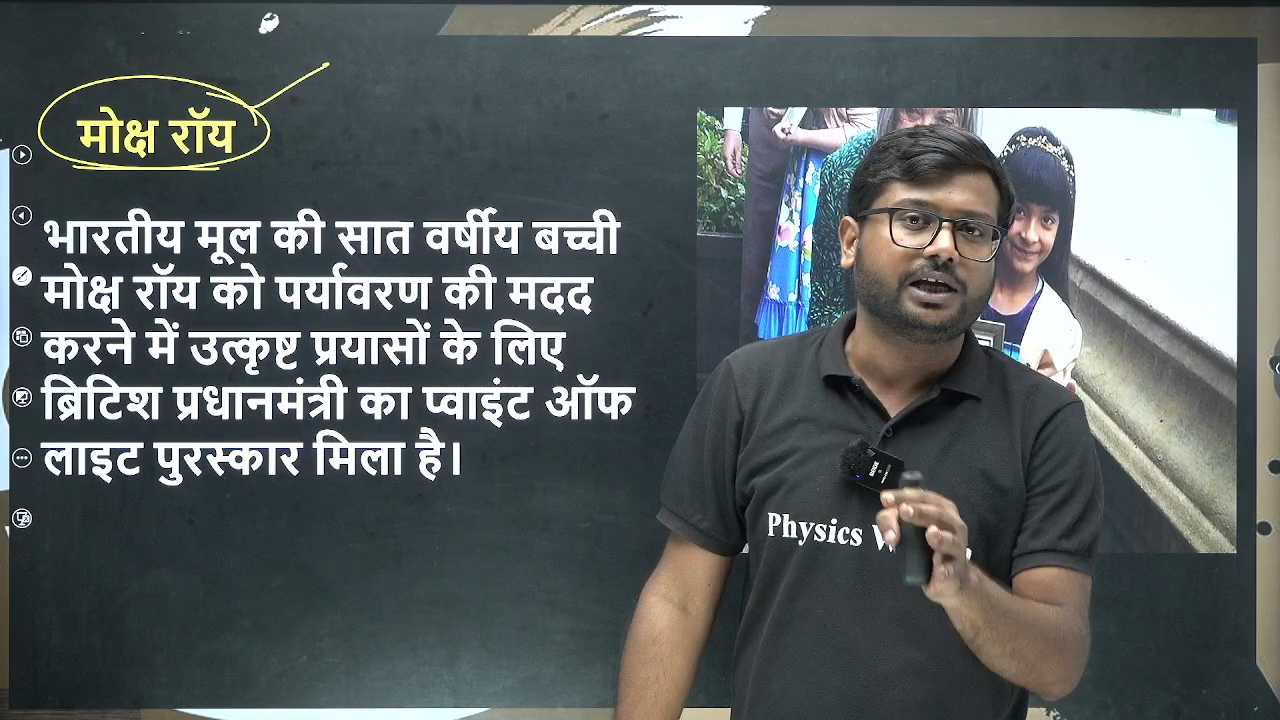 मोक्ष रॉय
भारतीय मूल की सात वर्षीय बच्ची
मोक्ष रॉय को पर्यावरण की मदद
करने में उत्कृष्ट प्रयासों के लिए
ब्रिटिश प्रधानमंत्री का प्वाइंट ऑफ
लाइट पुरस्कार मिला है।
Physics